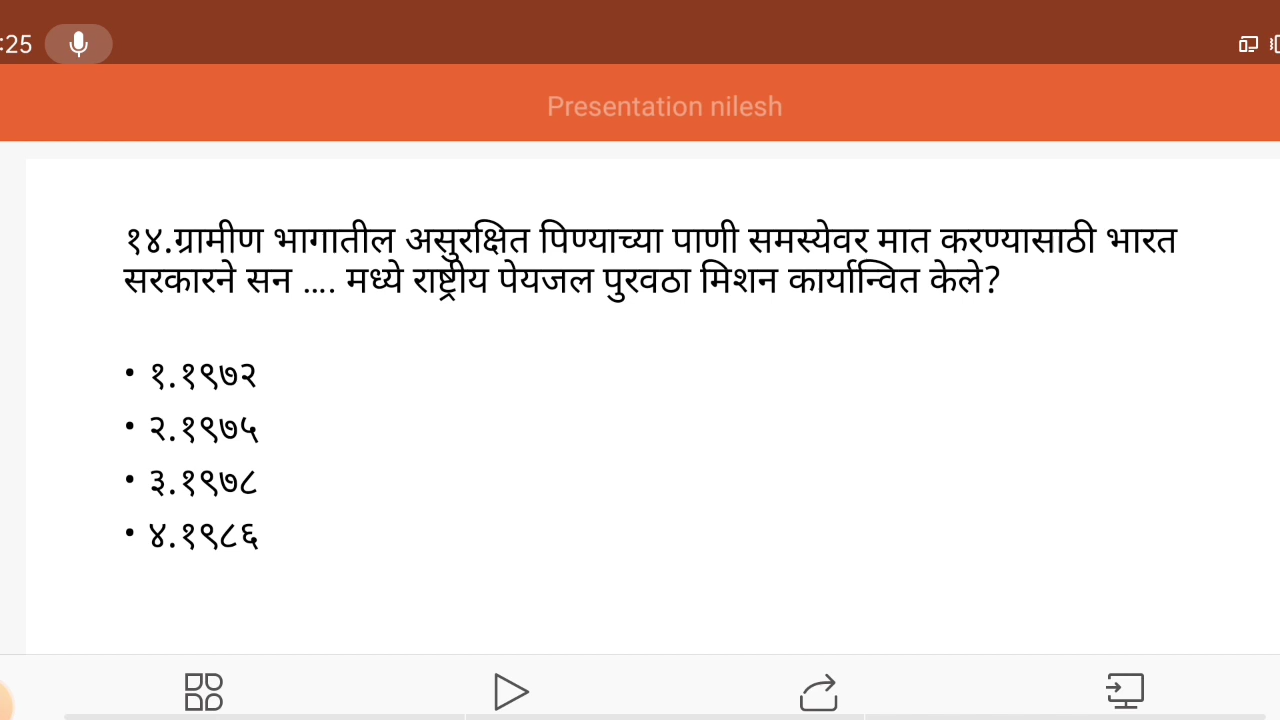 :25
Presentation nilesh
१४.ग्रामीण भागातील असुरक्षित पिण्याच्या पाणी समस्येवर मात करण्यासाठी भारत
सरकारने सन .... मध्ये राष्ट्रीय पेयजल पुरवठा मिशन कार्यान्वित केले?
• १.१९७२
• २.१९७५
• ३.१९७८
• ४.१९८६